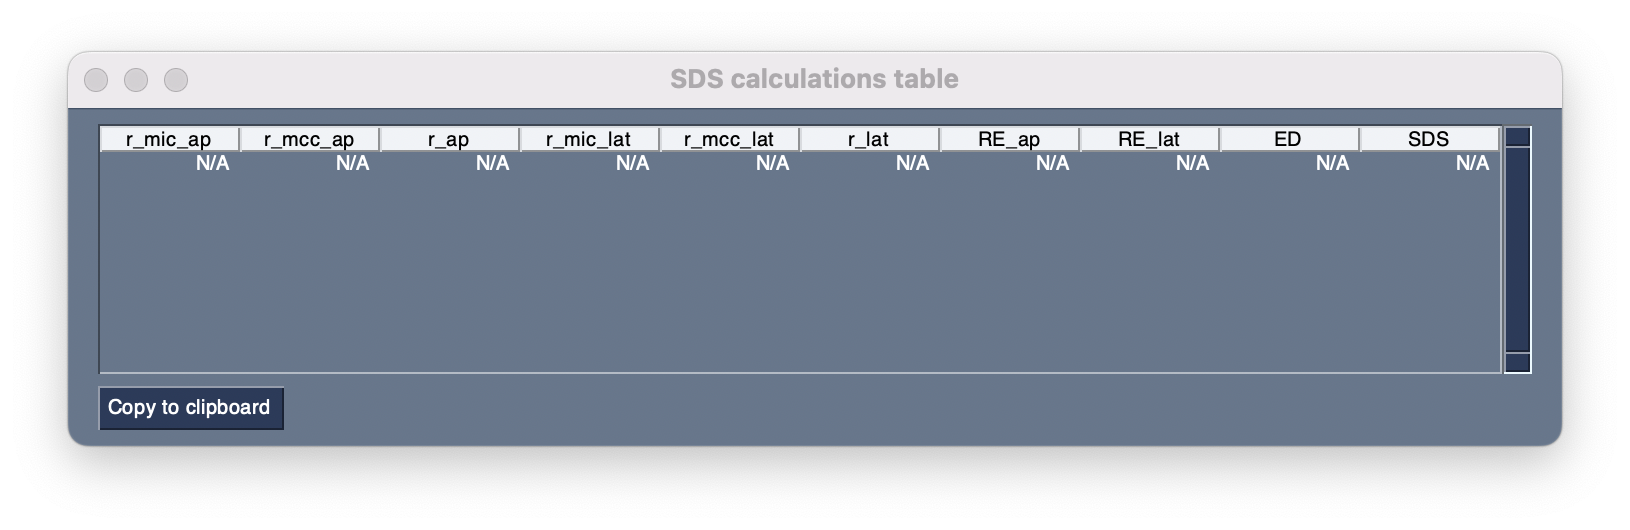 SDS calculations table
r_mic_ap r_mcc_ap r_ap r_mic_lat r_mcc_lat r_lat RE_ap RE_lat ED SDS
N/A N/A N/A N/A N/A N/A N/A N/A N/A N/A
Copy to clipboard